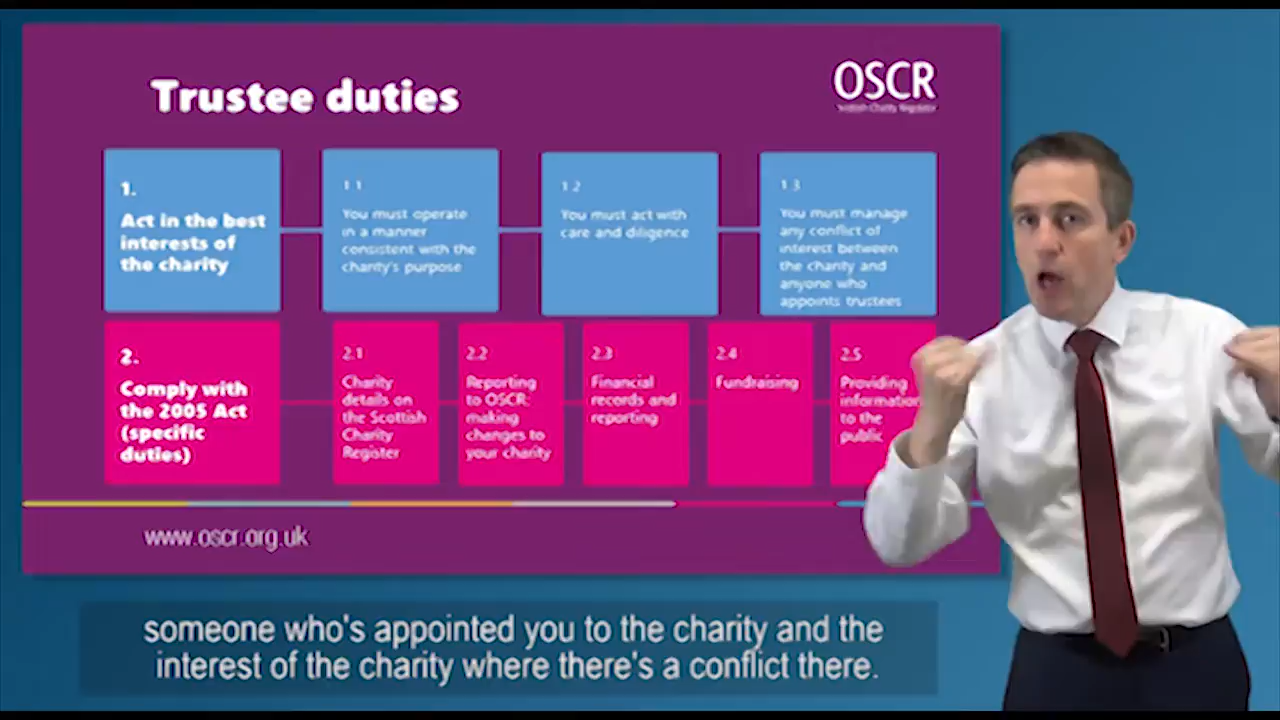 Trustee duties
OSCR
Scottish Charity Regulator
1.
Act in the best
interests of
the charity
1.1
You must operate
in a manner
consistent with the
charity's purpose
1.2
You must act with
care and diligence
1.3
You must manage
any conflict of
interest between
the charity and
anyone who
appoints trustees
2.
Comply with
the 2005 Act
(specific
duties)
2.1
Charity
details on
the Scottish
Charity
Register
2.2
Reporting
to OSCR:
making
changes to
your charity
2.3
Financial
records and
reporting
2.4
Fundraising
2.5
Providing
information
to the
public
www.oscr.org.uk
someone who's appointed you to the charity and the
interest of the charity where there's a conflict there.